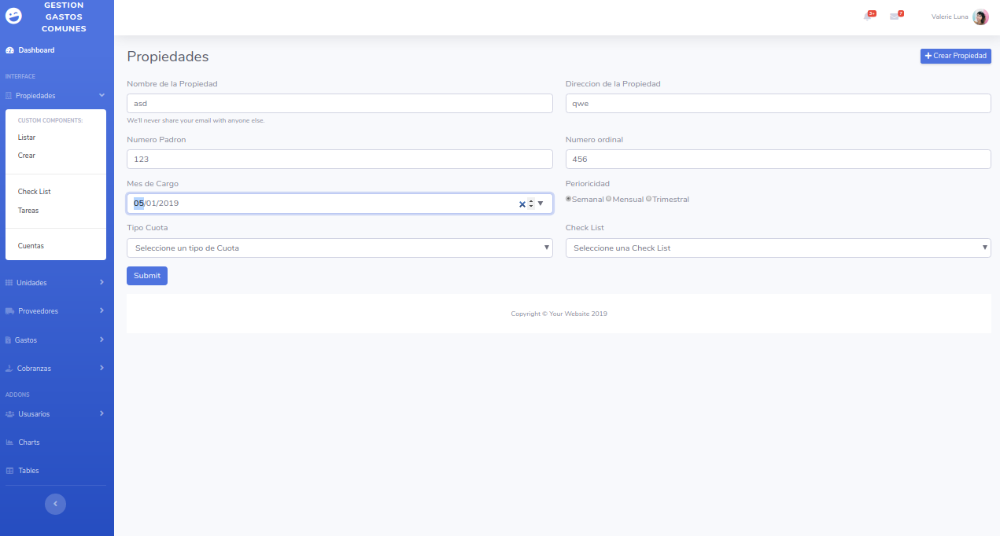 GESTION
GASTOS
COMUNES
3+
7
Valerie Luna
Dashboard
INTERFACE
Propiedades
CUSTOM COMPONENTS:
Listar
Crear
Check List
Tareas
Cuentas
Unidades
Proveedores
Gastos
Cobranzas
ADDONS
Ususarios
Charts
Tables
Propiedades
Crear Propiedad
Nombre de la Propiedad
Direccion de la Propiedad
asd
qwe
We'll never share your email with anyone else.
Numero Padron
Numero ordinal
123
456
Mes de Cargo
Perioricidad
05/01/2019
Semanal Mensual Trimestral
Tipo Cuota
Check List
Seleccione un tipo de Cuota
Seleccione una Check List
Submit
Copyright © Your Website 2019